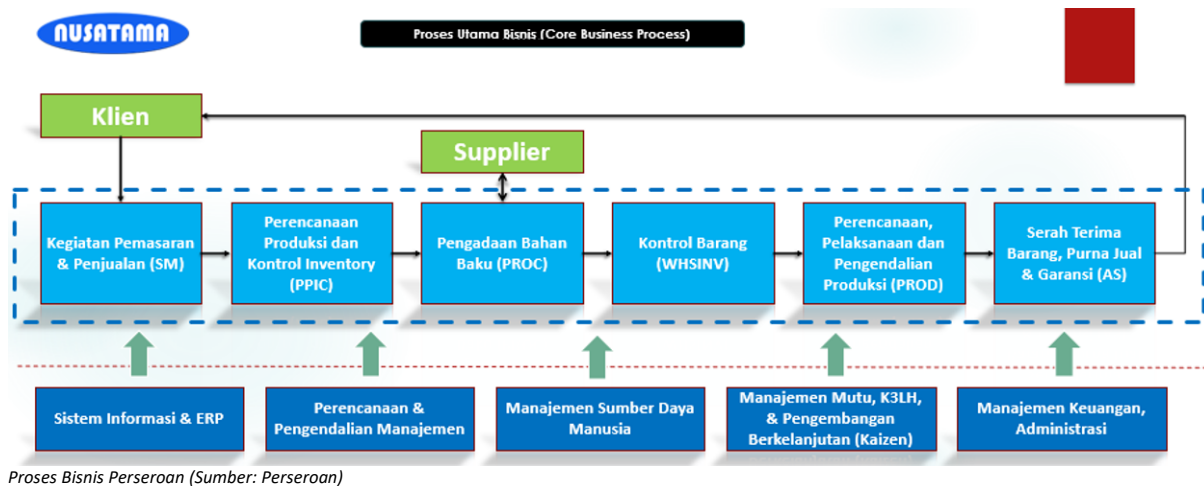 NUSATAMA
Proses Utama Bisnis (Core Business Process)
Klien
Supplier
Kegiatan Pemasaran
& Penjualan (SM)
Perencanaan
Produksi dan
Kontrol Inventory
(PPIC)
Pengadaan Bahan
Baku (PROC)
Kontrol Barang
(WHSINV)
Perencanaan,
Pelaksanaan dan
Pengendalian
Produksi (PROD)
Serah Terima
Barang, Purna Jual
& Garansi (AS)
Sistem Informasi & ERP
Perencanaan &
Pengendalian Manajemen
Manajemen Sumber Daya
Manusia
Manajemen Mutu, K3LH,
& Pengembangan
Berkelanjutan (Kaizen)
Manajemen Keuangan,
Administrasi
Proses Bisnis Perseroan (Sumber: Perseroan)